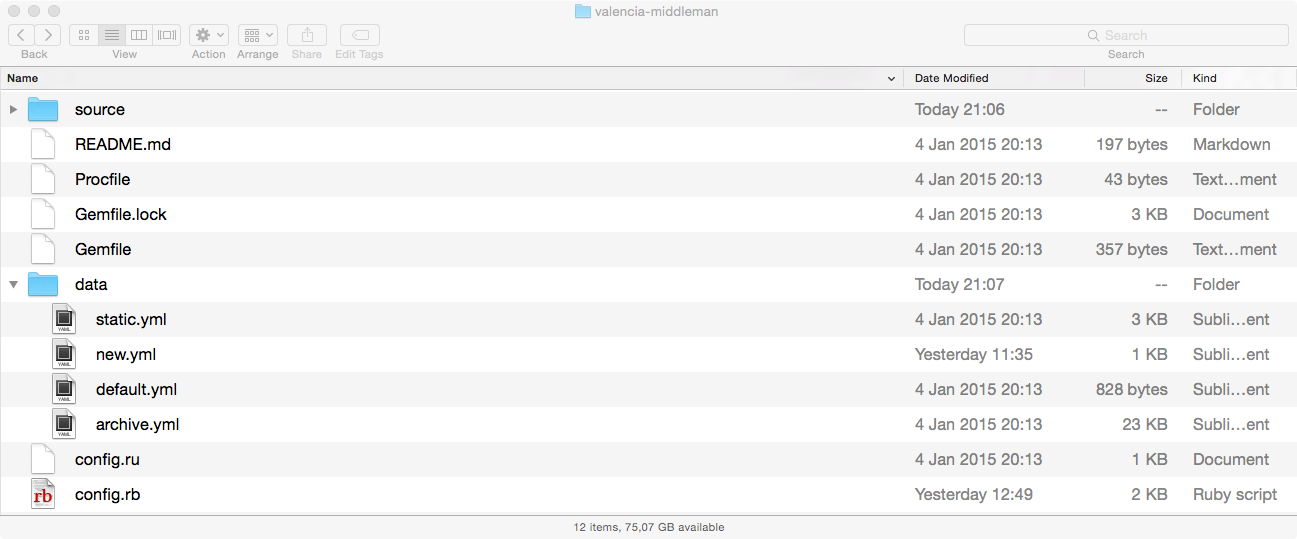 valencia-middleman
Back View Action Arrange Share Edit Tags Search
Search
Name Date Modified Size Kind
source Today 21:06 -- Folder
README.md 4 Jan 2015 20:13 197 bytes Markdown
Procfile 4 Jan 2015 20:13 43 bytes Text...ment
Gemfile.lock 4 Jan 2015 20:13 3 KB Document
Gemfile 4 Jan 2015 20:13 357 bytes Text...ment
data Today 21:07 -- Folder
YAML static.yml 4 Jan 2015 20:13 3 KB Subli...ent
YAML new.yml Yesterday 11:35 1 KB Subli...ent
YAML default.yml 4 Jan 2015 20:13 828 bytes Subli...ent
YAML archive.yml 4 Jan 2015 20:13 23 KB Subli...ent
config.ru 4 Jan 2015 20:13 1 KB Document
rb config.rb Yesterday 12:49 2 KB Ruby script
12 items, 75,07 GB available